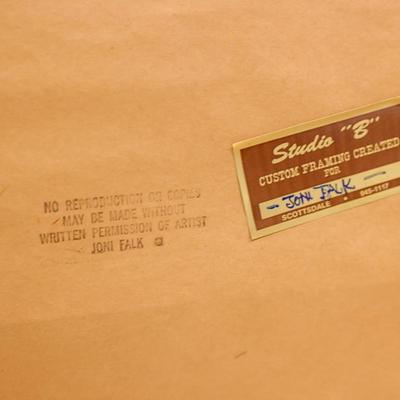 NO REPRODUCTION OR COPIES
MAY BE MADE WITHOUT
WRITTEN PERMISSION OF ARTIST
JONI FALK ©
Studio "B"
CUSTOM FRAMING CREATED
FOR
- JONI FALK -
SCOTTSDALE • 945-1117